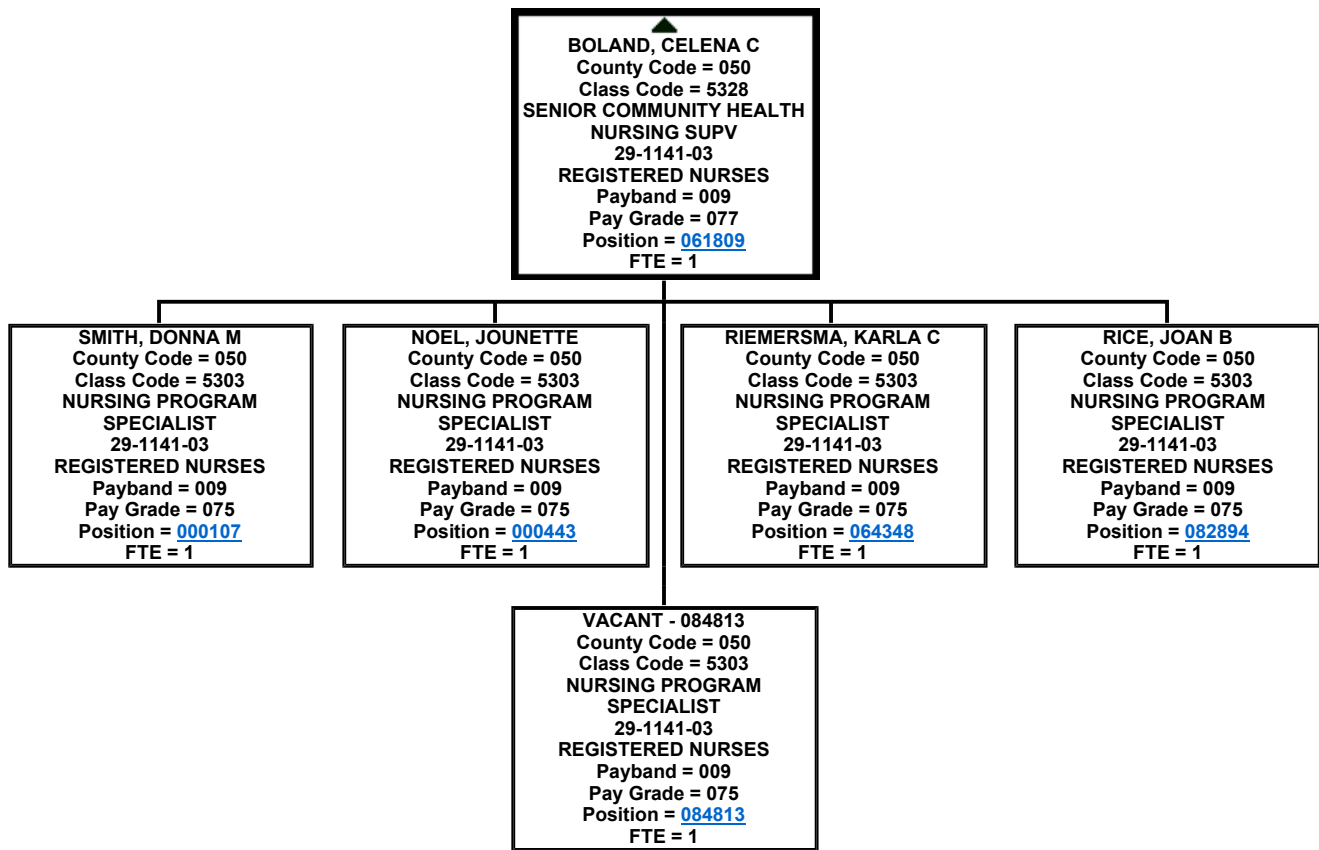 BOLAND, CELENA C
County Code = 050
Class Code = 5328
SENIOR COMMUNITY HEALTH
NURSING SUPV
29-1141-03
REGISTERED NURSES
Payband = 009
Pay Grade = 077
Position = 061809
FTE = 1
SMITH, DONNA M
County Code = 050
Class Code = 5303
NURSING PROGRAM
SPECIALIST
29-1141-03
REGISTERED NURSES
Payband = 009
Pay Grade = 075
Position = 000107
FTE = 1
NOEL, JOUNETTE
County Code = 050
Class Code = 5303
NURSING PROGRAM
SPECIALIST
29-1141-03
REGISTERED NURSES
Payband = 009
Pay Grade = 075
Position = 000443
FTE = 1
RIEMERSMA, KARLA C
County Code = 050
Class Code = 5303
NURSING PROGRAM
SPECIALIST
29-1141-03
REGISTERED NURSES
Payband = 009
Pay Grade = 075
Position = 064348
FTE = 1
RICE, JOAN B
County Code = 050
Class Code = 5303
NURSING PROGRAM
SPECIALIST
29-1141-03
REGISTERED NURSES
Payband = 009
Pay Grade = 075
Position = 082894
FTE = 1
VACANT - 084813
County Code = 050
Class Code = 5303
NURSING PROGRAM
SPECIALIST
29-1141-03
REGISTERED NURSES
Payband = 009
Pay Grade = 075
Position = 084813
FTE = 1